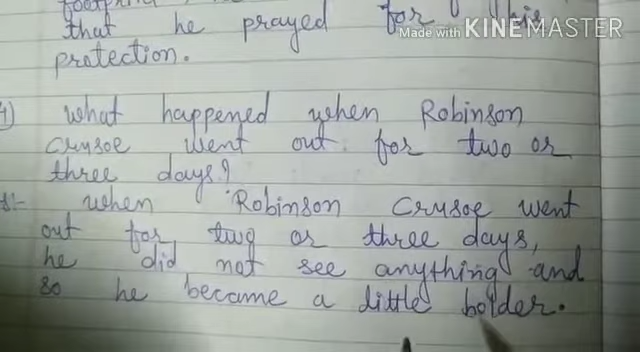 that he prayed for his
Made with KINEMASTER
protection.
4) What happened when Robinson
Crusoe went out for two or
three days?
s:- When Robinson Crusoe went
out for two or three days,
he did not see anything and
so he became a little bolder.